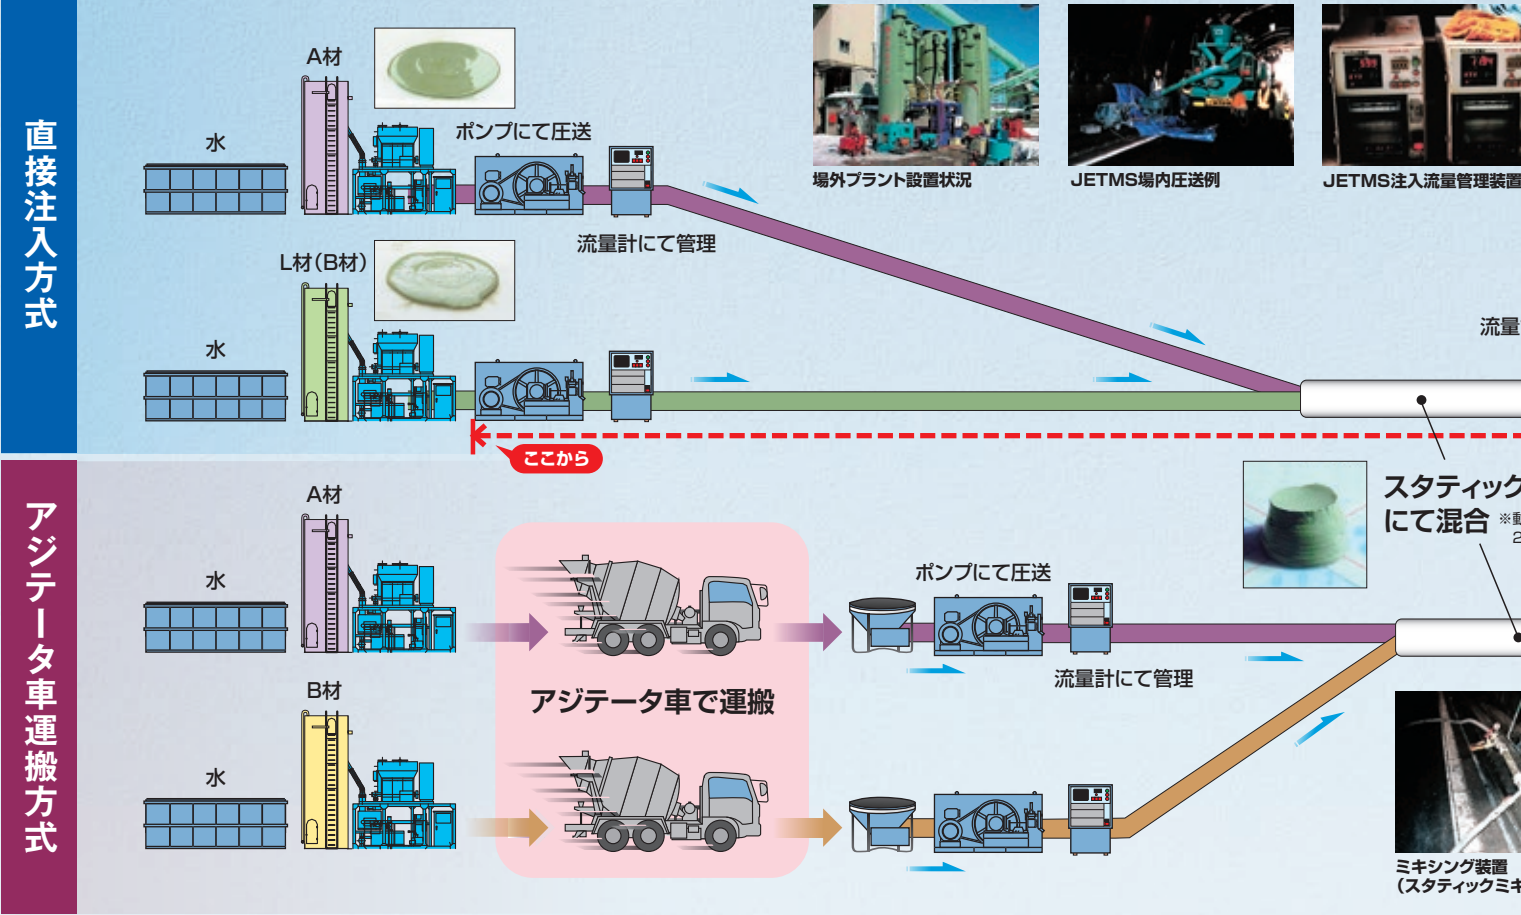 直接注入方式
水
A材
ポンプにて圧送
流量計にて管理
場外プラント設置状況
JETMS場内圧送例
JETMS注入流量管理装置
水
L材（B材）
流量
ここから
アジテータ車運搬方式
水
A材
ポンプにて圧送
流量計にて管理
スタティック
にて混合 ※動
2
アジテータ車で運搬
水
B材
ミキシング装置
（スタティックミキ